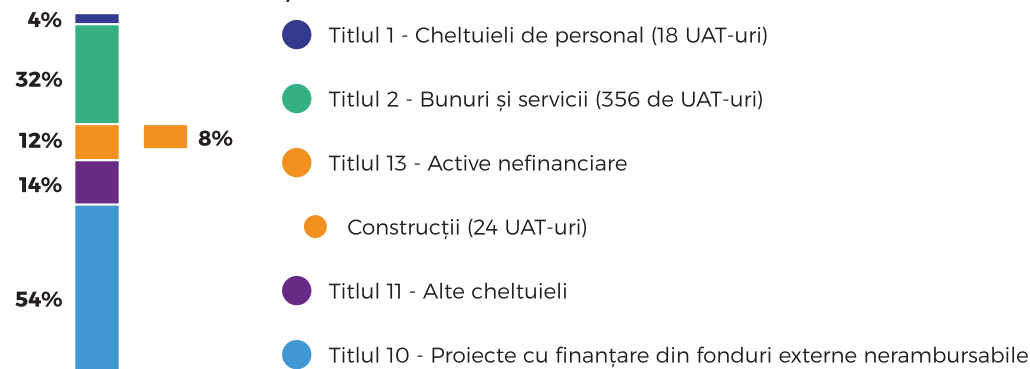 4%
Titlul 1 - Cheltuieli de personal (18 UAT-uri)
32%
Titlul 2 - Bunuri și servicii (356 de UAT-uri)
12%
8%
Titlul 13 - Active nefinanciare
14%
Construcții (24 UAT-uri)
Titlul 11 - Alte cheltuieli
54%
Titlul 10 - Proiecte cu finanțare din fonduri externe nerambursabile